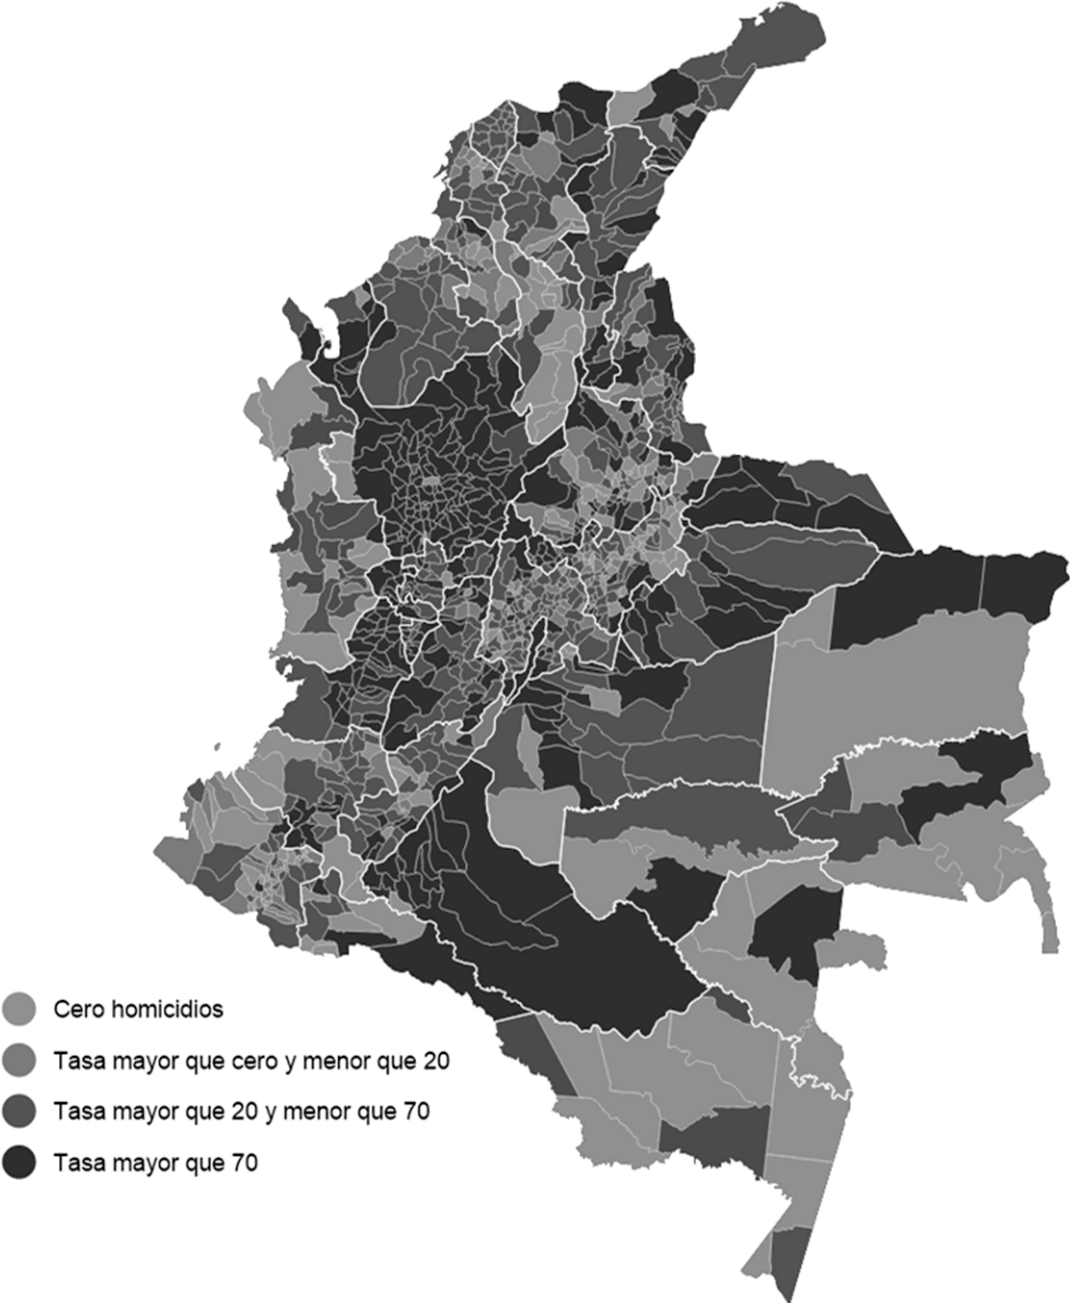 Cero homicidios
Tasa mayor que cero y menor que 20
Tasa mayor que 20 y menor que 70
Tasa mayor que 70